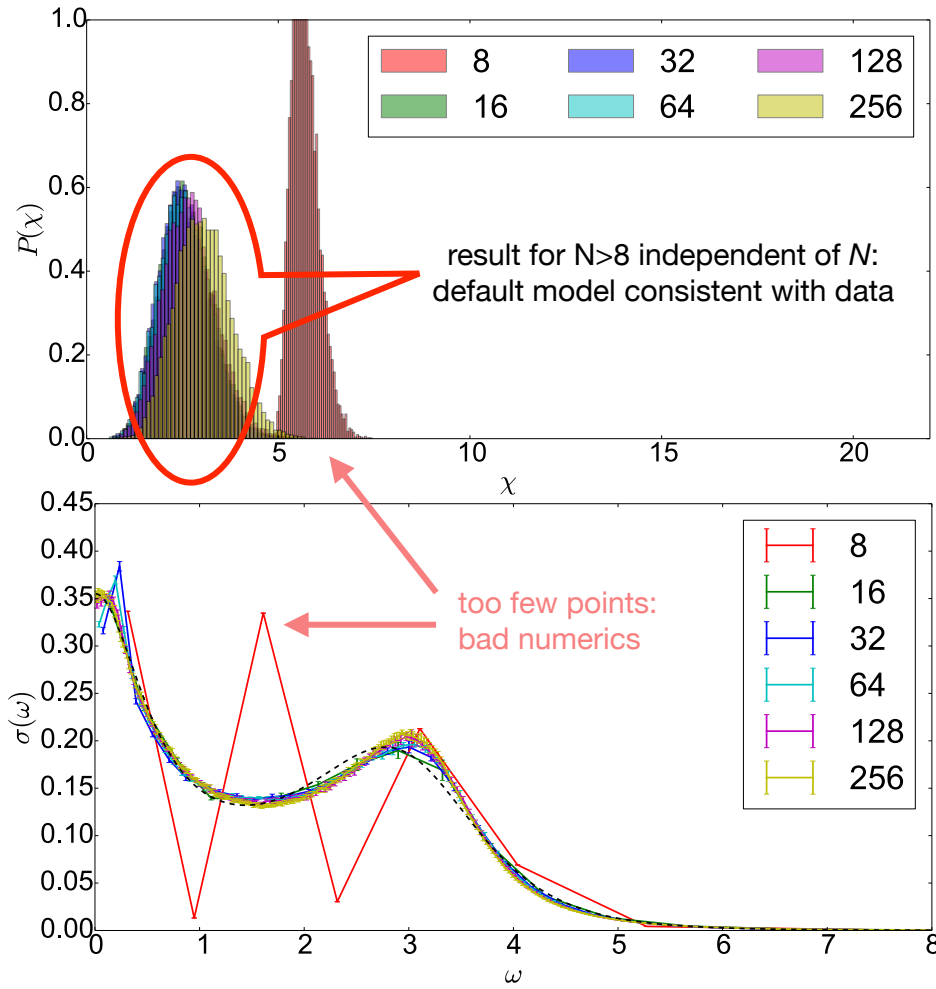 1.0
0.8
0.6
0.4
0.2
0.0
P(χ)
8 32 128
16 64 256
result for N>8 independent of N:
default model consistent with data
0 5 10 15 20
χ
0.45
0.40
0.35
0.30
0.25
0.20
0.15
0.10
0.05
0.00
σ(ω)
8
16
32
64
128
256
too few points:
bad numerics
0 1 2 3 4 5 6 7 8
ω